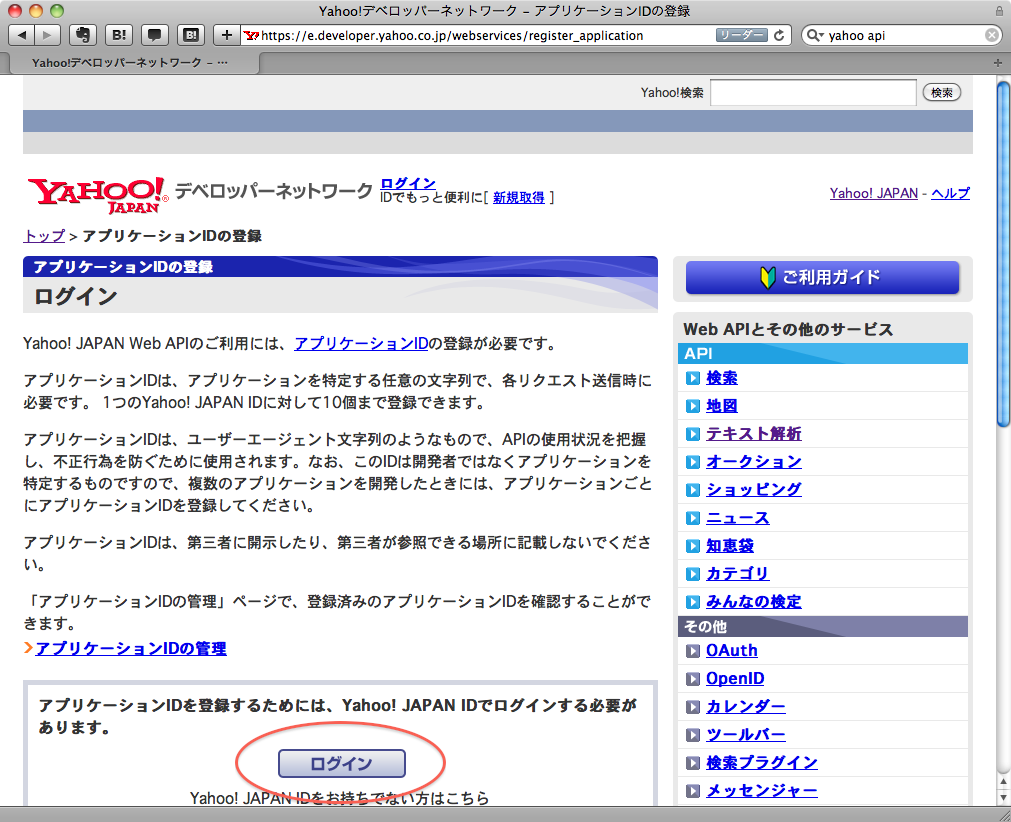 Yahoo!デベロッパーネットワーク – アプリケーションIDの登録
B!
B!
https://e.developer.yahoo.co.jp/webservices/register_application
リーダー
yahoo api
Yahoo!デベロッパーネットワーク – …
Yahoo!検索
検索
YAHOO! JAPAN デベロッパーネットワーク
ログイン
IDでもっと便利に[ 新規取得 ]
Yahoo! JAPAN - ヘルプ
トップ > アプリケーションIDの登録
アプリケーションIDの登録
ログイン
Yahoo! JAPAN Web APIのご利用には、アプリケーションIDの登録が必要です。
アプリケーションIDは、アプリケーションを特定する任意の文字列で、各リクエスト送信時に
必要です。 1つのYahoo! JAPAN IDに対して10個まで登録できます。
アプリケーションIDは、ユーザーエージェント文字列のようなもので、APIの使用状況を把握
し、不正行為を防ぐために使用されます。なお、このIDは開発者ではなくアプリケーションを
特定するものですので、複数のアプリケーションを開発したときには、アプリケーションごと
にアプリケーションIDを登録してください。
アプリケーションIDは、第三者に開示したり、第三者が参照できる場所に記載しないでくださ
い。
「アプリケーションIDの管理」ページで、登録済みのアプリケーションIDを確認することがで
きます。
アプリケーションIDの管理
アプリケーションIDを登録するためには、Yahoo! JAPAN IDでログインする必要が
あります。
ログイン
Yahoo! JAPAN IDをお持ちでない方はこちら
ご利用ガイド
Web APIとその他のサービス
API
検索
地図
テキスト解析
オークション
ショッピング
ニュース
知恵袋
カテゴリ
みんなの検定
その他
OAuth
OpenID
カレンダー
ツールバー
検索プラグイン
メッセンジャー